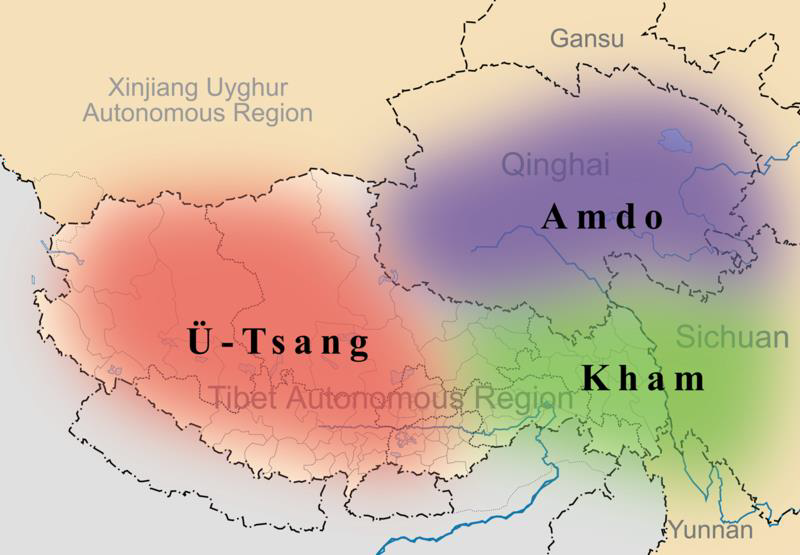 Gansu
Xinjiang Uyghur
Autonomous Region
Qinghai
Amdo
Ü-Tsang
Sichuan
Kham
Tibet Autonomous Region
Yunnan